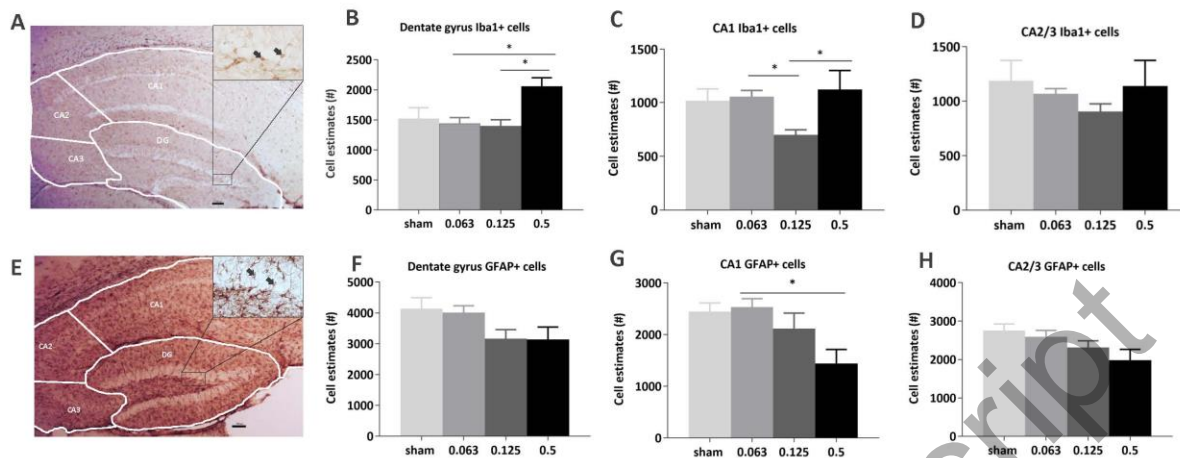 A
CA1
CA2
CA3
DG
B
Dentate gyrus Iba1+ cells
Cell estimates (#)
2500
2000
1500
1000
500
0
*
*
sham 0.063 0.125 0.5
C
CA1 Iba1+ cells
Cell estimates (#)
1500
1000
500
0
*
*
sham 0.063 0.125 0.5
D
CA2/3 Iba1+ cells
Cell estimates (#)
1500
1000
500
0
sham 0.063 0.125 0.5
E
CA1
CA2
DG
CA3
F
Dentate gyrus GFAP+ cells
Cell estimates (#)
5000
4000
3000
2000
1000
0
sham 0.063 0.125 0.5
G
CA1 GFAP+ cells
Cell estimates (#)
3000
2000
1000
0
*
sham 0.063 0.125 0.5
H
CA2/3 GFAP+ cells
Cell estimates (#)
4000
3000
2000
1000
0
sham 0.063 0.125 0.5
cript